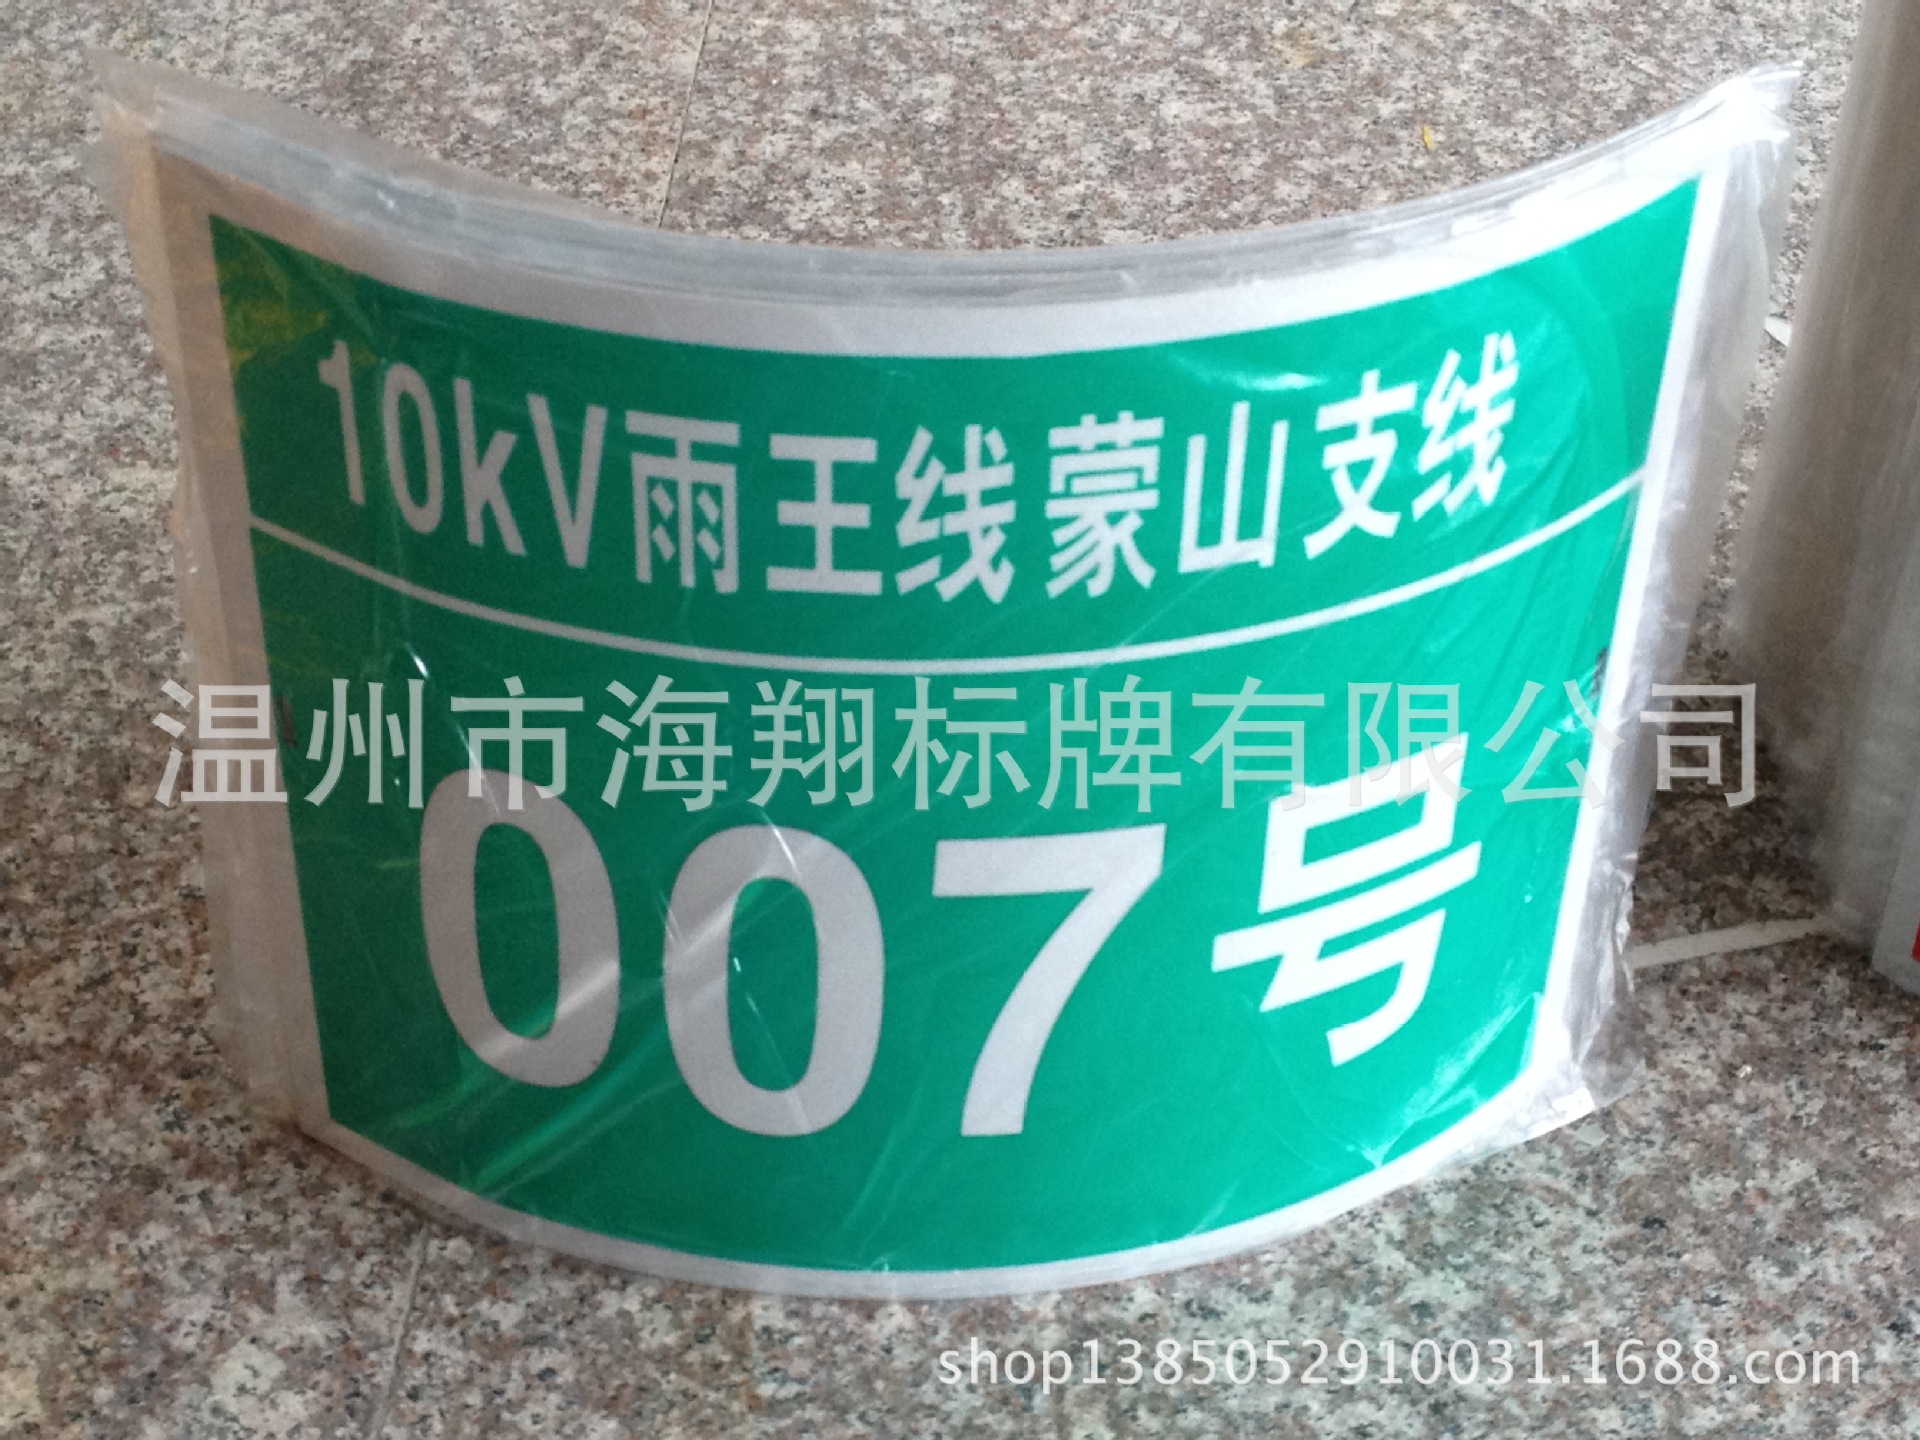 10kV雨王线蒙山支线
温州市海翔标牌有限公司
007号
shop1385052910031.1688.com